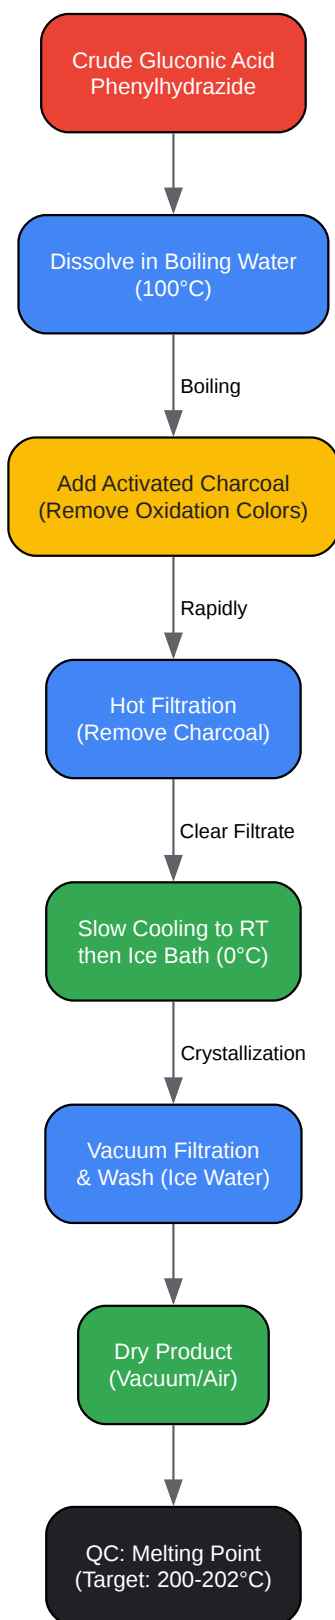 Crude Gluconic Acid
Phenylhydrazide
Dissolve in Boiling Water
(100°C)
Boiling
Add Activated Charcoal
(Remove Oxidation Colors)
Rapidly
Hot Filtration
(Remove Charcoal)
Clear Filtrate
Slow Cooling to RT
then Ice Bath (0°C)
Crystallization
Vacuum Filtration
& Wash (Ice Water)
Dry Product
(Vacuum/Air)
QC: Melting Point
(Target: 200-202°C)